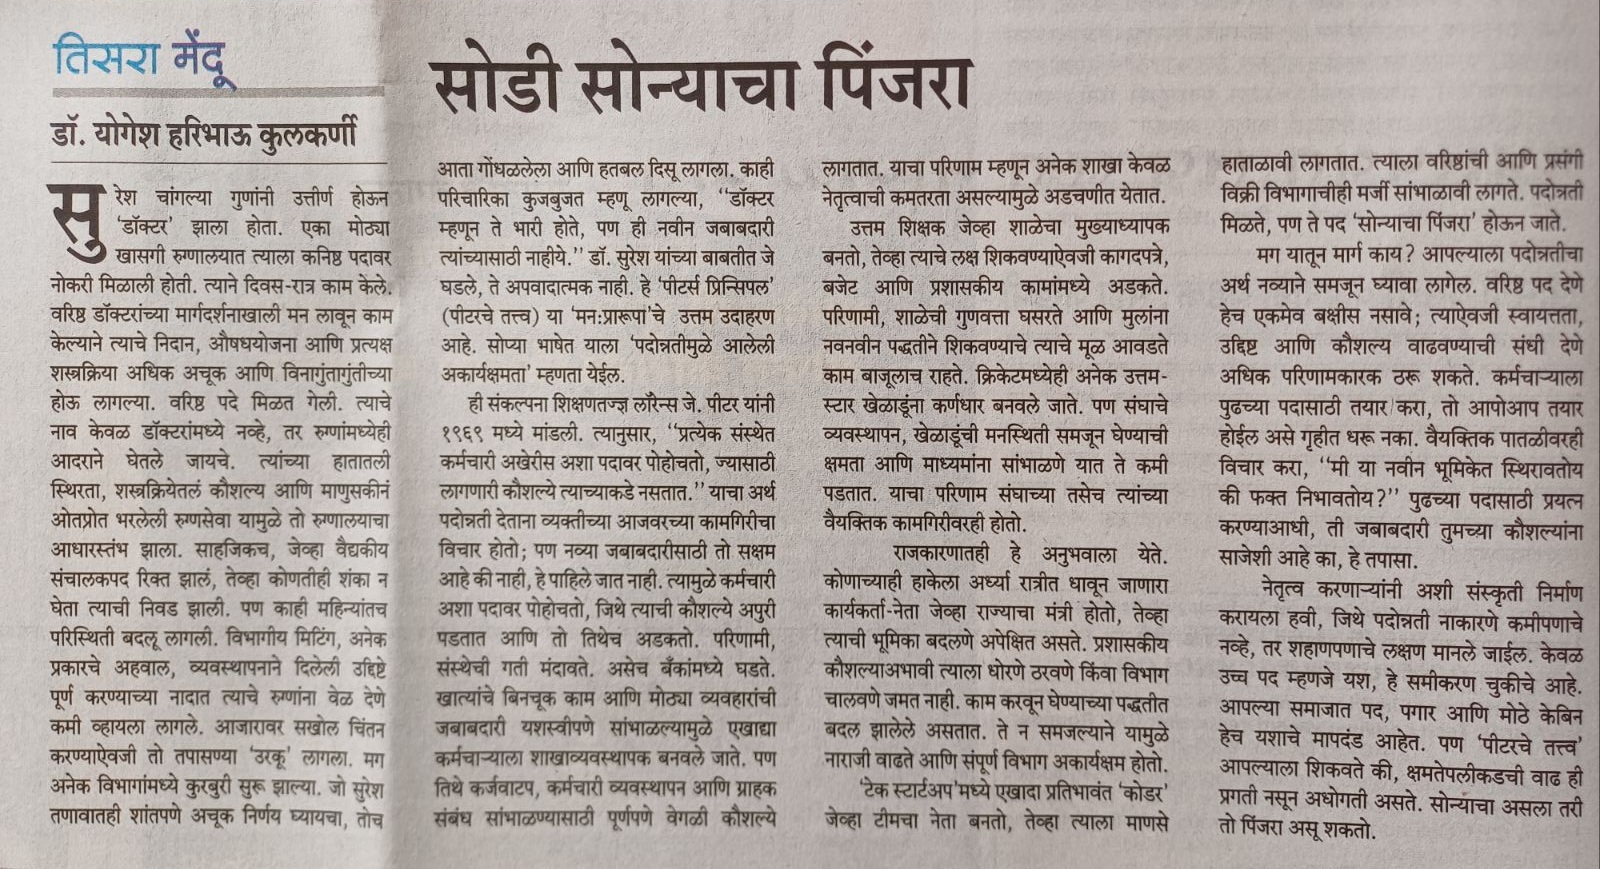 तिसरा मेंदू
डॉ. योगेश हरिभाऊ कुलकर्णी
सोडी सोन्याचा पिंजरा
सुरेश चांगल्या गुणांनी उत्तीर्ण होऊन
'डॉक्टर' झाला होता. एका मोठ्या
खासगी रुग्णालयात त्याला कनिष्ठ पदावर
नोकरी मिळाली होती. त्याने दिवस-रात्र काम केले.
वरिष्ठ डॉक्टरांच्या मार्गदर्शनाखाली मन लावून काम
केल्याने त्याचे निदान, औषधयोजना आणि प्रत्यक्ष
शस्त्रक्रिया अधिक अचूक आणि विनागुंतागुंतीच्या
होऊ लागल्या. वरिष्ठ पदे मिळत गेली. त्याचे
नाव केवळ डॉक्टरांमध्ये नव्हे, तर रुग्णांमध्येही
आदराने घेतले जायचे. त्यांच्या हातातली
स्थिरता, शस्त्रक्रियेतलं कौशल्य आणि माणुसकीनं
ओतप्रोत भरलेली रुग्णसेवा यामुळे तो रुग्णालयाचा
आधारस्तंभ झाला. साहजिकच, जेव्हा वैद्यकीय
संचालकपद रिक्त झालं, तेव्हा कोणतीही शंका न
घेता त्याची निवड झाली. पण काही महिन्यांतच
परिस्थिती बदलू लागली. विभागीय मिटिंग, अनेक
प्रकारचे अहवाल, व्यवस्थापनाने दिलेली उद्दिष्टे
पूर्ण करण्याच्या नादात त्याचे रुग्णांना वेळ देणे
कमी व्हायला लागले. आजारावर सखोल चिंतन
करण्याऐवजी तो तपासण्या 'उरकू' लागला. मग
अनेक विभागांमध्ये कुरबुरी सुरू झाल्या. जो सुरेश
तणावातही शांतपणे अचूक निर्णय घ्यायचा, तोच
आता गोंधळलेला आणि हतबल दिसू लागला. काही
परिचारिका कुजबुजत म्हणू लागल्या, "डॉक्टर
म्हणून ते भारी होते, पण ही नवीन जबाबदारी
त्यांच्यासाठी नाहीये." डॉ. सुरेश यांच्या बाबतीत जे
घडले, ते अपवादात्मक नाही. हे 'पीटर्स प्रिन्सिपल'
(पीटरचे तत्त्व) या 'मन:प्रारूपां'चे उत्तम उदाहरण
आहे. सोप्या भाषेत याला 'पदोन्नतीमुळे आलेली
अकार्यक्षमता' म्हणता येईल.
ही संकल्पना शिक्षणतज्ज्ञ लॉरेन्स जे. पीटर यांनी
१९६९ मध्ये मांडली. त्यानुसार, "प्रत्येक संस्थेत
कर्मचारी अखेरीस अशा पदावर पोहोचतो, ज्यासाठी
लागणारी कौशल्ये त्याच्याकडे नसतात." याचा अर्थ
पदोन्नती देताना व्यक्तीच्या आजवरच्या कामगिरीचा
विचार होतो; पण नव्या जबाबदारीसाठी तो सक्षम
आहे की नाही, हे पाहिले जात नाही. त्यामुळे कर्मचारी
अशा पदावर पोहोचतो, जिथे त्याची कौशल्ये अपुरी
पडतात आणि तो तिथेच अडकतो. परिणामी,
संस्थेची गती मंदावते. असेच बँकांमध्ये घडते.
खात्यांचे बिनचूक काम आणि मोठ्या व्यवहारांची
जबाबदारी यशस्वीपणे सांभाळल्यामुळे एखाद्या
कर्मचाऱ्याला शाखाव्यवस्थापक बनवले जाते. पण
तिथे कर्जवाटप, कर्मचारी व्यवस्थापन आणि ग्राहक
संबंध सांभाळण्यासाठी पूर्णपणे वेगळी कौशल्ये
लागतात. याचा परिणाम म्हणून अनेक शाखा केवळ
नेतृत्वाची कमतरता असल्यामुळे अडचणीत येतात.
उत्तम शिक्षक जेव्हा शाळेचा मुख्याध्यापक
बनतो, तेव्हा त्याचे लक्ष शिकवण्याऐवजी कागदपत्रे,
बजेट आणि प्रशासकीय कामांमध्ये अडकते.
परिणामी, शाळेची गुणवत्ता घसरते आणि मुलांना
नवनवीन पद्धतीने शिकवण्याचे त्याचे मूळ आवडते
काम बाजूलाच राहते. क्रिकेटमध्येही अनेक उत्तम-
स्टार खेळाडूंना कर्णधार बनवले जाते. पण संघाचे
व्यवस्थापन, खेळाडूंची मनस्थिती समजून घेण्याची
क्षमता आणि माध्यमांना सांभाळणे यात ते कमी
पडतात. याचा परिणाम संघाच्या तसेच त्यांच्या
वैयक्तिक कामगिरीवरही होतो.
राजकारणातही हे अनुभवाला येते.
कोणाच्याही हाकेला अर्ध्या रात्रीत धावून जाणारा
कार्यकर्ता-नेता जेव्हा राज्याचा मंत्री होतो, तेव्हा
त्याची भूमिका बदलणे अपेक्षित असते. प्रशासकीय
कौशल्याअभावी त्याला धोरणे ठरवणे किंवा विभाग
चालवणे जमत नाही. काम करवून घेण्याच्या पद्धतीत
बदल झालेले असतात. ते न समजल्याने यामुळे
नाराजी वाढते आणि संपूर्ण विभाग अकार्यक्षम होतो.
'टेक स्टार्टअप'मध्ये एखादा प्रतिभावंत 'कोडर'
जेव्हा टीमचा नेता बनतो, तेव्हा त्याला माणसे
हाताळावी लागतात. त्याला वरिष्ठांची आणि प्रसंगी
विक्री विभागाचीही मर्जी सांभाळावी लागते. पदोन्नती
मिळते, पण ते पद 'सोन्याचा पिंजरा' होऊन जाते.
मग यातून मार्ग काय? आपल्याला पदोन्नतीचा
अर्थ नव्याने समजून घ्यावा लागेल. वरिष्ठ पद देणे
हेच एकमेव बक्षीस नसावे; त्याऐवजी स्वायत्तता,
उद्दिष्ट आणि कौशल्य वाढवण्याची संधी देणे
अधिक परिणामकारक ठरू शकते. कर्मचाऱ्याला
पुढच्या पदासाठी तयार करा, तो आपोआप तयार
होईल असे गृहीत धरू नका. वैयक्तिक पातळीवरही
विचार करा, "मी या नवीन भूमिकेत स्थिरावतोय
की फक्त निभावतोय?" पुढच्या पदासाठी प्रयत्न
करण्याआधी, ती जबाबदारी तुमच्या कौशल्यांना
साजेशी आहे का, हे तपासा.
नेतृत्व करणाऱ्यांनी अशी संस्कृती निर्माण
करायला हवी, जिथे पदोन्नती नाकारणे कमीपणाचे
नव्हे, तर शहाणपणाचे लक्षण मानले जाईल. केवळ
उच्च पद म्हणजे यश, हे समीकरण चुकीचे आहे.
आपल्या समाजात पद, पगार आणि मोठे केबिन
हेच यशाचे मापदंड आहेत. पण 'पीटरचे तत्त्व'
आपल्याला शिकवते की, क्षमतेपलीकडची वाढ ही
प्रगती नसून अधोगती असते. सोन्याचा असला तरी
तो पिंजरा असू शकतो.